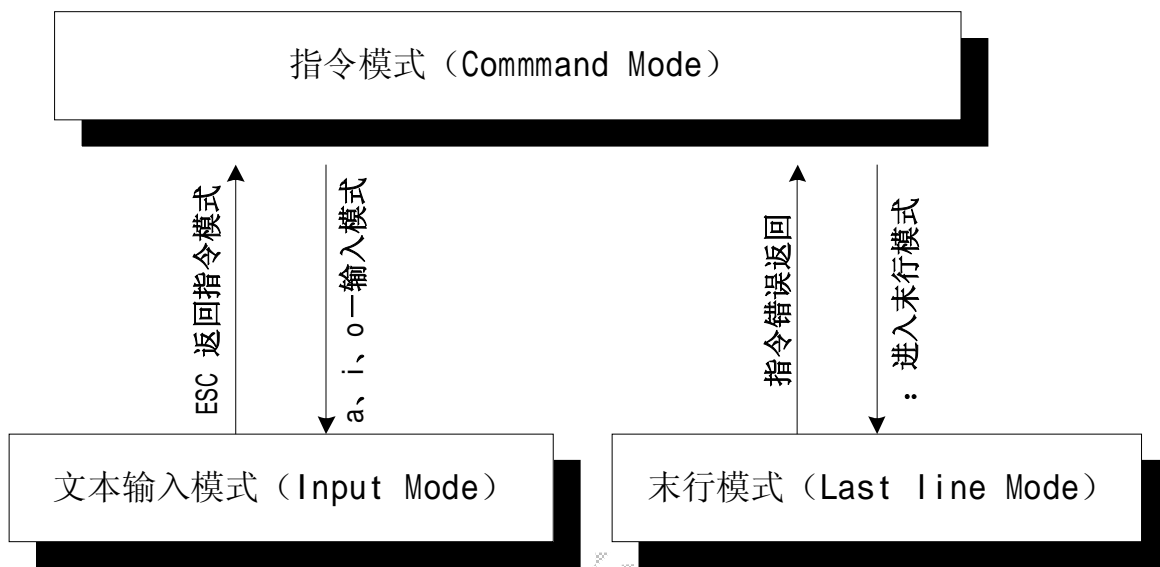 指令模式（Commmand Mode）
ESC 返回指令模式
a、i、o—输入模式
指令错误返回
: 进入末行模式
文本输入模式（Input Mode）
末行模式（Last line Mode）